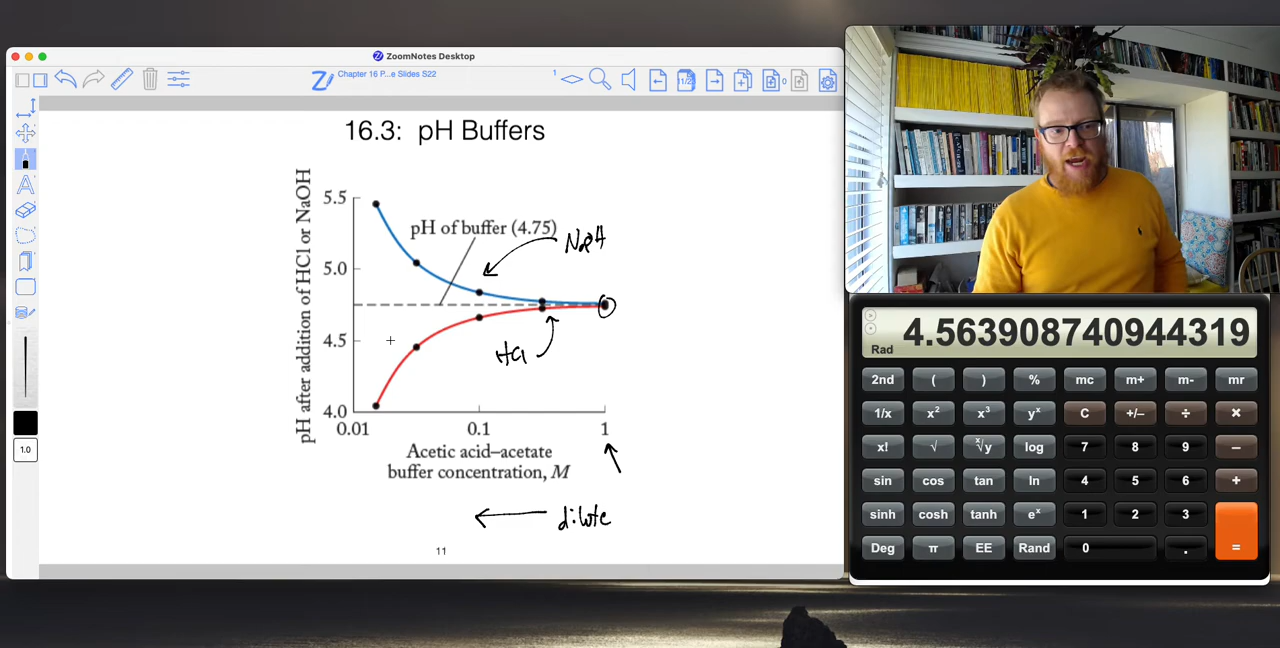 ZoomNotes Desktop
Chapter 16 P...e Slides S22
1
11/2
0
A
1.0
16.3: pH Buffers
pH after addition of HCl or NaOH
5.5
5.0
4.5
4.0
pH of buffer (4.75)
NaOH
HCl
0.01
0.1
1
Acetic acid–acetate
buffer concentration, M
dilute
11
Rad
4.563908740944319
2nd ( ) % mc m+ m- mr
1/x x² x³ yˣ C +/– ÷ ×
x! √ ˣ√y log 7 8 9 –
sin cos tan ln 4 5 6 +
sinh cosh tanh eˣ 1 2 3
Deg π EE Rand 0 . =